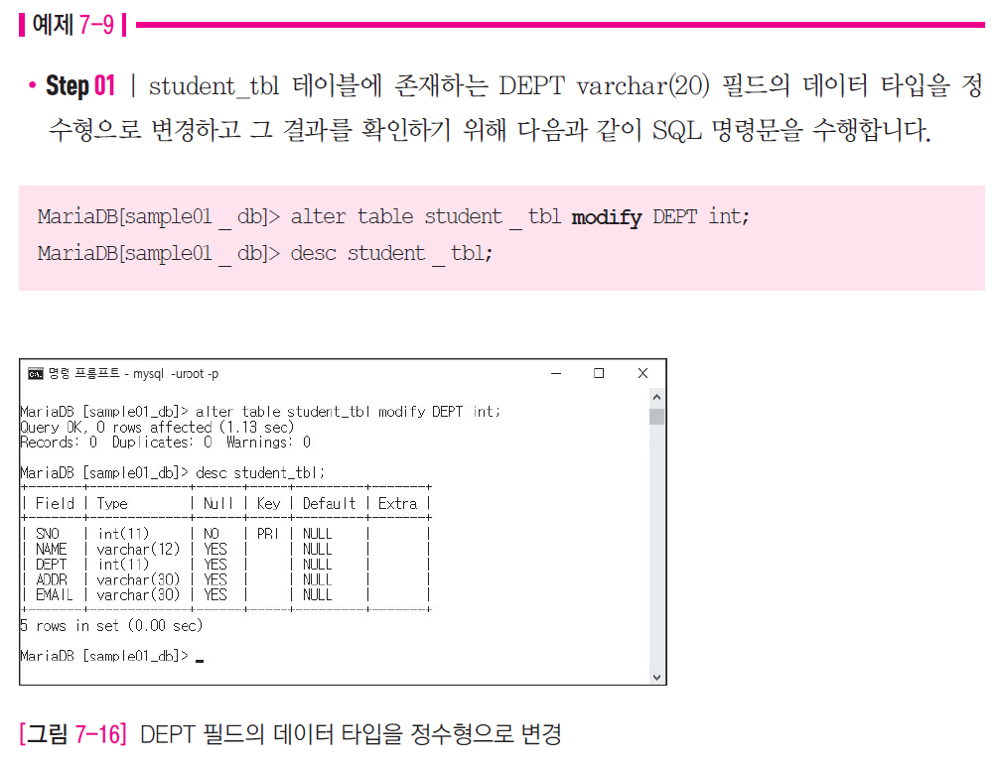 예제 7-9
• Step 01 | student_tbl 테이블에 존재하는 DEPT varchar(20) 필드의 데이터 타입을 정
수형으로 변경하고 그 결과를 확인하기 위해 다음과 같이 SQL 명령문을 수행합니다.
MariaDB[sample01 _ db]> alter table student _ tbl modify DEPT int;
MariaDB[sample01 _ db]> desc student _ tbl;
명령 프롬프트 - mysql -uroot -p
MariaDB [sample01_db]> alter table student_tbl modify DEPT int;
Query OK, 0 rows affected (1.13 sec)
Records: 0  Duplicates: 0  Warnings: 0
MariaDB [sample01_db]> desc student_tbl;
+-------+-------------+------+-----+---------+-------+
| Field | Type        | Null | Key | Default | Extra |
+-------+-------------+------+-----+---------+-------+
| SNO   | int(11)     | NO   | PRI | NULL    |       |
| NAME  | varchar(12) | YES  |     | NULL    |       |
| DEPT  | int(11)     | YES  |     | NULL    |       |
| ADDR  | varchar(30) | YES  |     | NULL    |       |
| EMAIL | varchar(30) | YES  |     | NULL    |       |
+-------+-------------+------+-----+---------+-------+
5 rows in set (0.00 sec)
MariaDB [sample01_db]> _
[그림 7-16] DEPT 필드의 데이터 타입을 정수형으로 변경